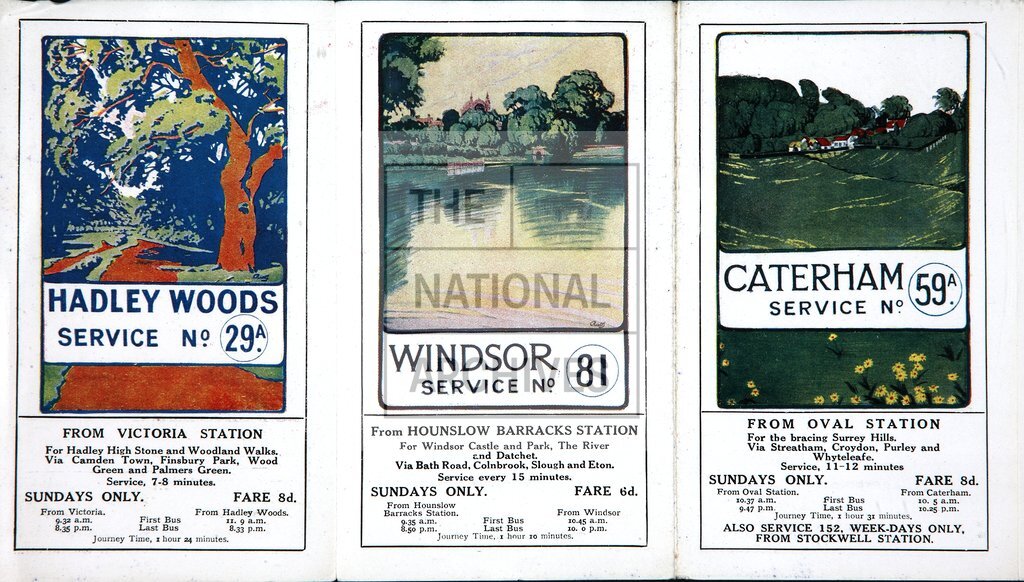 HADLEY WOODS
SERVICE Nº 29A.
FROM VICTORIA STATION
For Hadley High Stone and Woodland Walks.
Via Camden Town, Finsbury Park, Wood
Green and Palmers Green.
Service, 7-8 minutes.
SUNDAYS ONLY. FARE 8d.
From Victoria. From Hadley Woods.
9.32 a.m. First Bus 11. 9 a.m.
8.35 p.m. Last Bus 8.33 p.m.
Journey Time, 1 hour 24 minutes.
WINDSOR
SERVICE Nº 81
From HOUNSLOW BARRACKS STATION
For Windsor Castle and Park, The River
and Datchet.
Via Bath Road, Colnbrook, Slough and Eton.
Service every 15 minutes.
SUNDAYS ONLY. FARE 6d.
From Hounslow
Barracks Station. From Windsor
9.35 a.m. First Bus 10.45 a.m.
8.50 p.m. Last Bus 10. 0 p.m.
Journey Time, 1 hour 10 minutes.
CATERHAM
SERVICE Nº 59A.
FROM OVAL STATION
For the bracing Surrey Hills.
Via Streatham, Croydon, Purley and
Whyteleafe.
Service, 11-12 minutes
SUNDAYS ONLY. FARE 8d.
From Oval Station. From Caterham.
10.37 a.m. First Bus 10. 5 a.m.
9.47 p.m. Last Bus 10.25 p.m.
Journey Time, 1 hour 31 minutes.
ALSO SERVICE 152, WEEK-DAYS ONLY,
FROM STOCKWELL STATION.
THE
NATIONAL
ARCHIVES